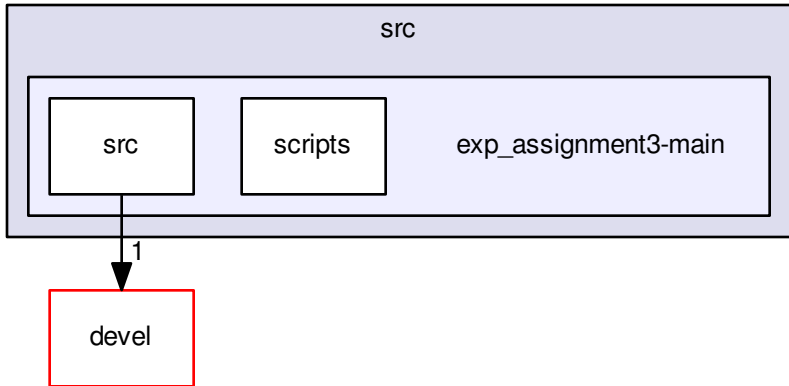 src
src
scripts
exp_assignment3-main
1
devel